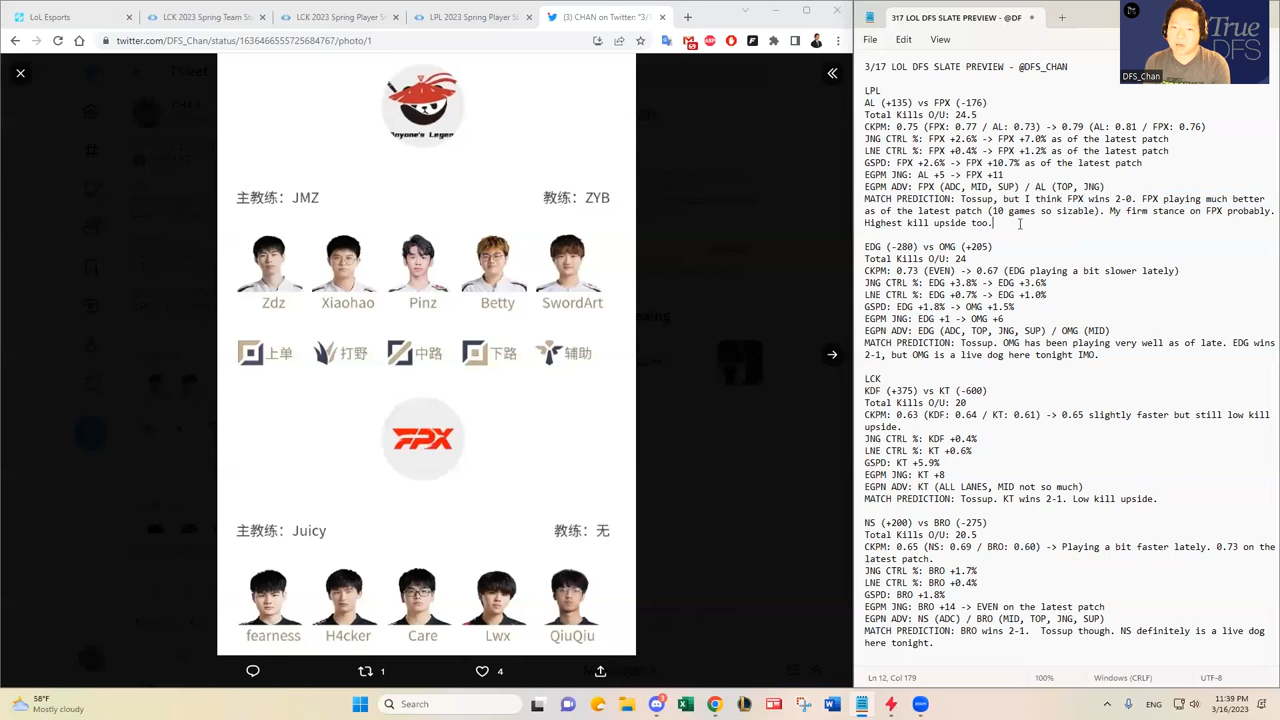 LoL Esports
LCK 2023 Spring Team St
LCK 2023 Spring Player S
LPL 2023 Spring Player St
(3) CHAN on Twitter: "3/1
twitter.com/DFS_Chan/status/1636466555725684767/photo/1
69
nyone's Legen
主教练：JMZ
教练：ZYB
Zdz
Xiaohao
Pinz
Betty
SwordArt
上单
打野
中路
下路
辅助
FPX
主教练：Juicy
教练：无
fearness
H4cker
Care
Lwx
QiuQiu
1
4
317 LOL DFS SLATE PREVIEW - @DF
File
Edit
View
True
DFS
DFS_Chan
3/17 LOL DFS SLATE PREVIEW - @DFS_CHAN
LPL
AL (+135) vs FPX (-176)
Total Kills O/U: 24.5
CKPM: 0.75 (FPX: 0.77 / AL: 0.73) -> 0.79 (AL: 0.81 / FPX: 0.76)
JNG CTRL %: FPX +2.6% -> FPX +7.0% as of the latest patch
LNE CTRL %: FPX +0.4% -> FPX +1.2% as of the latest patch
GSPD: FPX +2.6% -> FPX +10.7% as of the latest patch
EGPM JNG: AL +5 -> FPX +11
EGPM ADV: FPX (ADC, MID, SUP) / AL (TOP, JNG)
MATCH PREDICTION: Tossup, but I think FPX wins 2-0. FPX playing much better
as of the latest patch (10 games so sizable). My firm stance on FPX probably.
Highest kill upside too.
EDG (-280) vs OMG (+205)
Total Kills O/U: 24
CKPM: 0.73 (EVEN) -> 0.67 (EDG playing a bit slower lately)
JNG CTRL %: EDG +3.8% -> EDG +3.6%
LNE CTRL %: EDG +0.7% -> EDG +1.0%
GSPD: EDG +1.8% -> OMG +1.5%
EGPM JNG: EDG +1 -> OMG +6
EGPN ADV: EDG (ADC, TOP, JNG, SUP) / OMG (MID)
MATCH PREDICTION: Tossup. OMG has been playing very well as of late. EDG wins
2-1, but OMG is a live dog here tonight IMO.
LCK
KDF (+375) vs KT (-600)
Total Kills O/U: 20
CKPM: 0.63 (KDF: 0.64 / KT: 0.61) -> 0.65 slightly faster but still low kill
upside.
JNG CTRL %: KDF +0.4%
LNE CTRL %: KT +0.6%
GSPD: KT +5.9%
EGPM JNG: KT +8
EGPN ADV: KT (ALL LANES, MID not so much)
MATCH PREDICTION: Tossup. KT wins 2-1. Low kill upside.
NS (+200) vs BRO (-275)
Total Kills O/U: 20.5
CKPM: 0.65 (NS: 0.69 / BRO: 0.60) -> Playing a bit faster lately. 0.73 on the
latest patch.
JNG CTRL %: BRO +1.7%
LNE CTRL %: BRO +0.4%
GSPD: BRO +1.8%
EGPM JNG: BRO +14 -> EVEN on the latest patch
EGPN ADV: NS (ADC) / BRO (MID, TOP, JNG, SUP)
MATCH PREDICTION: BRO wins 2-1.  Tossup though. NS definitely is a live dog
here tonight.
Ln 12, Col 179
100%
Windows (CRLF)
UTF-8
58°F
Mostly cloudy
Search
ENG
11:39 PM
3/16/2023